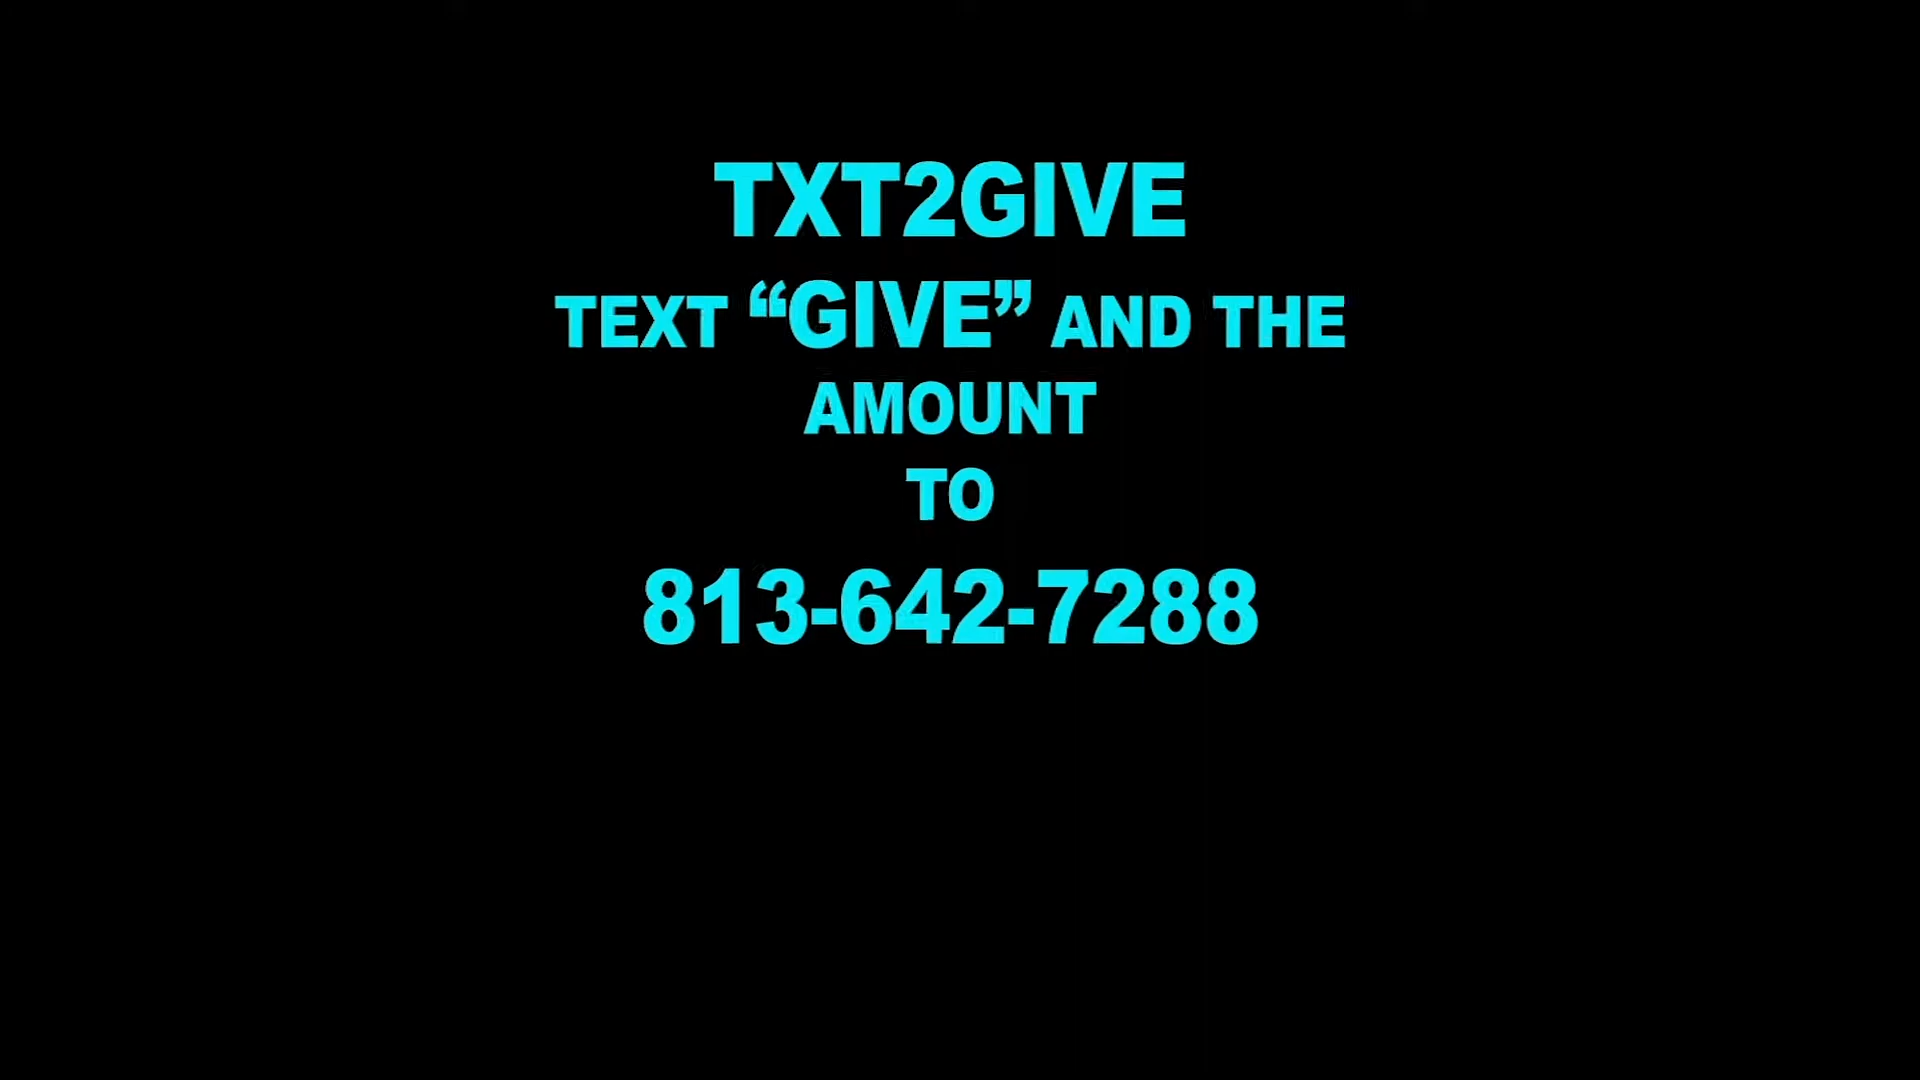 TXT2GIVE
TEXT “GIVE” AND THE
AMOUNT
TO
813-642-7288